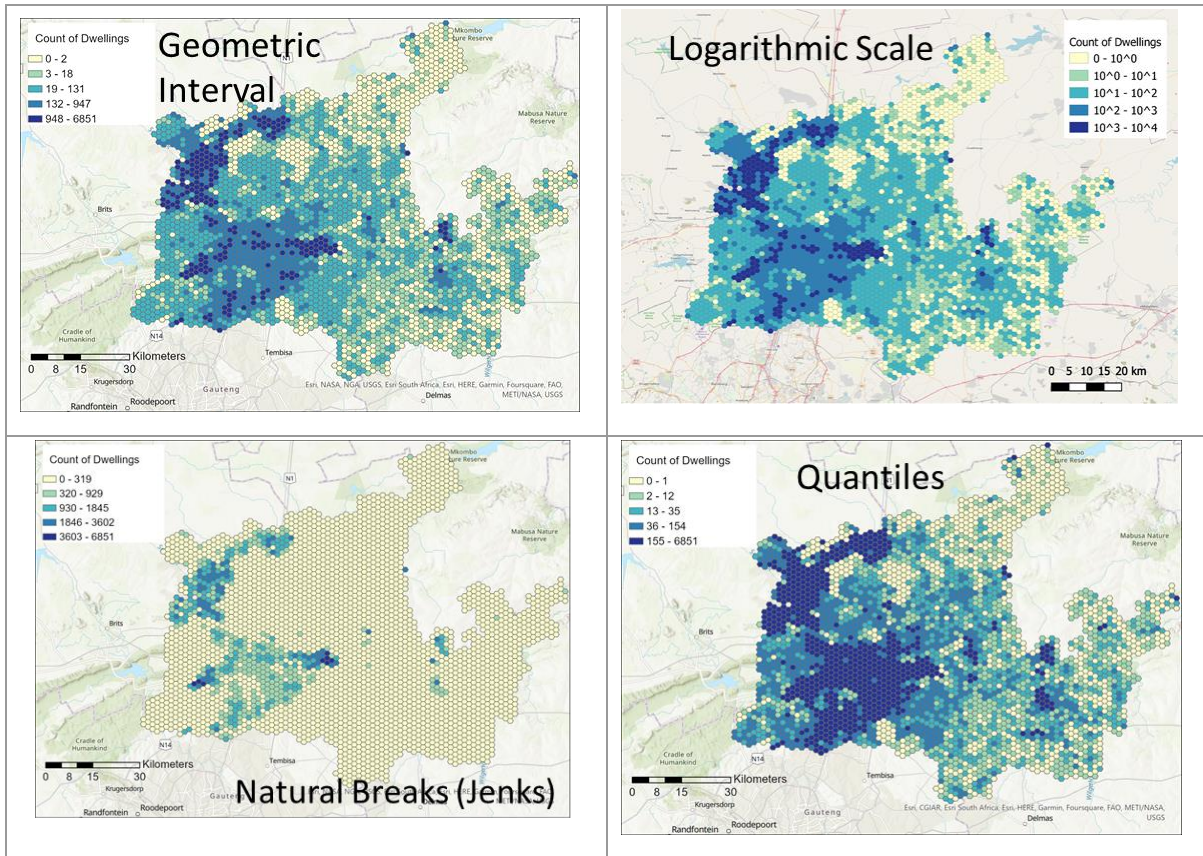 Count of Dwellings
0 - 2
3 - 18
19 - 131
132 - 947
948 - 6851
Geometric
Interval
N1
Mkombo
ure Reserve
Mabusa Nature
Reserve
Brits
Cradle of
Humankind
N14
0 8 15 30 Kilometers
Krugersdorp
Tembisa
Gauteng
Wilge
Esri, NASA, NGA, USGS, Esri South Africa, Esri, HERE, Garmin, Foursquare, FAO,
METI/NASA, USGS
Randfontein
Roodepoort
Delmas
Logarithmic Scale
Count of Dwellings
0 - 10^0
10^0 - 10^1
10^1 - 10^2
10^2 - 10^3
10^3 - 10^4
0 5 10 15 20 km
Count of Dwellings
0 - 319
320 - 929
930 - 1845
1846 - 3602
3603 - 6851
N1
Mkombo
ure Reserve
Mabusa Nature
Reserve
Brits
Cradle of
Humankind
N14
0 8 15 30 Kilometers
Krugersdorp
Tembisa
Natural Breaks (Jenks)
Randfontein
Roodepoort
Count of Dwellings
0 - 1
2 - 12
13 - 35
36 - 154
155 - 6851
Quantiles
Mkombo
ure Reserve
Mabusa Nature
Reserve
Brits
Cradle of
Humankind
N14
0 8 15 30 Kilometers
Krugersdorp
Tembisa
Gauteng
Esri, CGIAR, Esri South Africa, Esri, HERE, Garmin, Foursquare, FAO, METI/NASA,
USGS
Randfontein
Roodepoort
Delmas